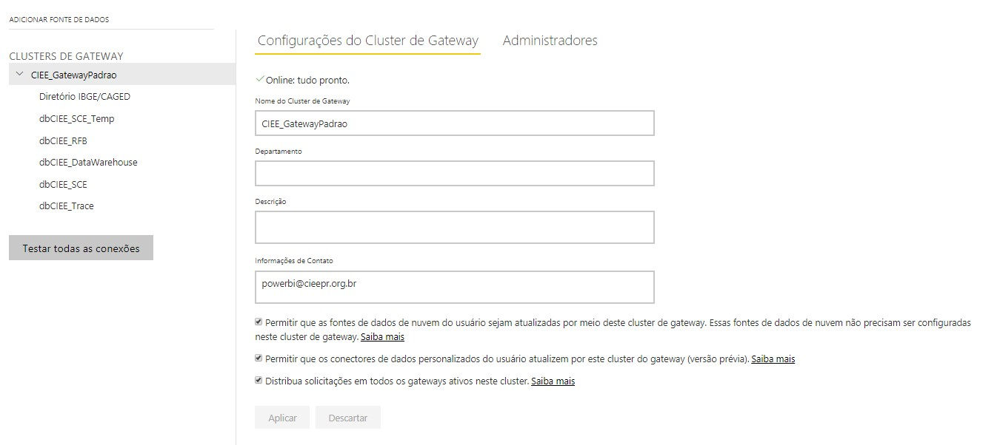 ADICIONAR FONTE DE DADOS
CLUSTERS DE GATEWAY
CIEE_GatewayPadrao
Diretório IBGE/CAGED
dbCIEE_SCE_Temp
dbCIEE_RFB
dbCIEE_DataWarehouse
dbCIEE_SCE
dbCIEE_Trace
Testar todas as conexões
Configurações do Cluster de Gateway Administradores
Online: tudo pronto.
Nome do Cluster de Gateway
CIEE_GatewayPadrao
Departamento
Descrição
Informações de Contato
powerbi@cieepr.org.br
Permitir que as fontes de dados de nuvem do usuário sejam atualizadas por meio deste cluster de gateway. Essas fontes de dados de nuvem não precisam ser configuradas
neste cluster de gateway. Saiba mais
Permitir que os conectores de dados personalizados do usuário atualizem por este cluster do gateway (versão prévia). Saiba mais
Distribua solicitações em todos os gateways ativos neste cluster. Saiba mais
Aplicar Descartar